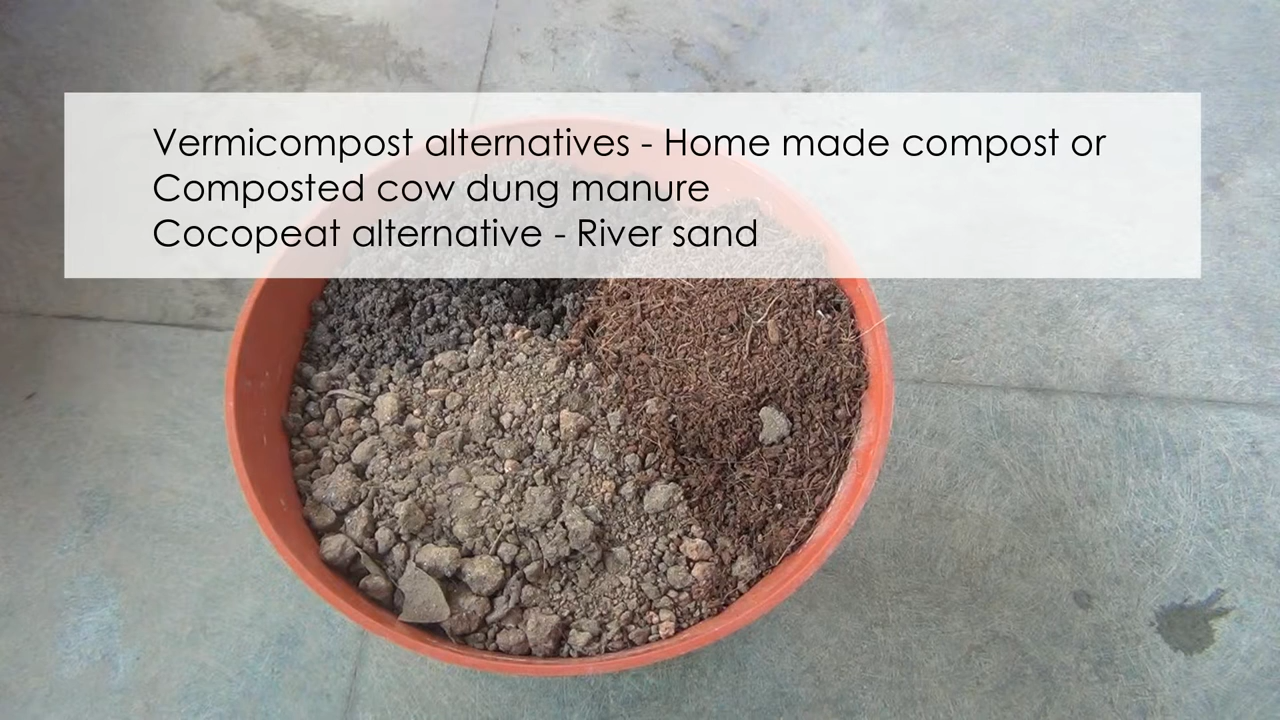 Vermicompost alternatives - Home made compost or
Composted cow dung manure
Cocopeat alternative - River sand